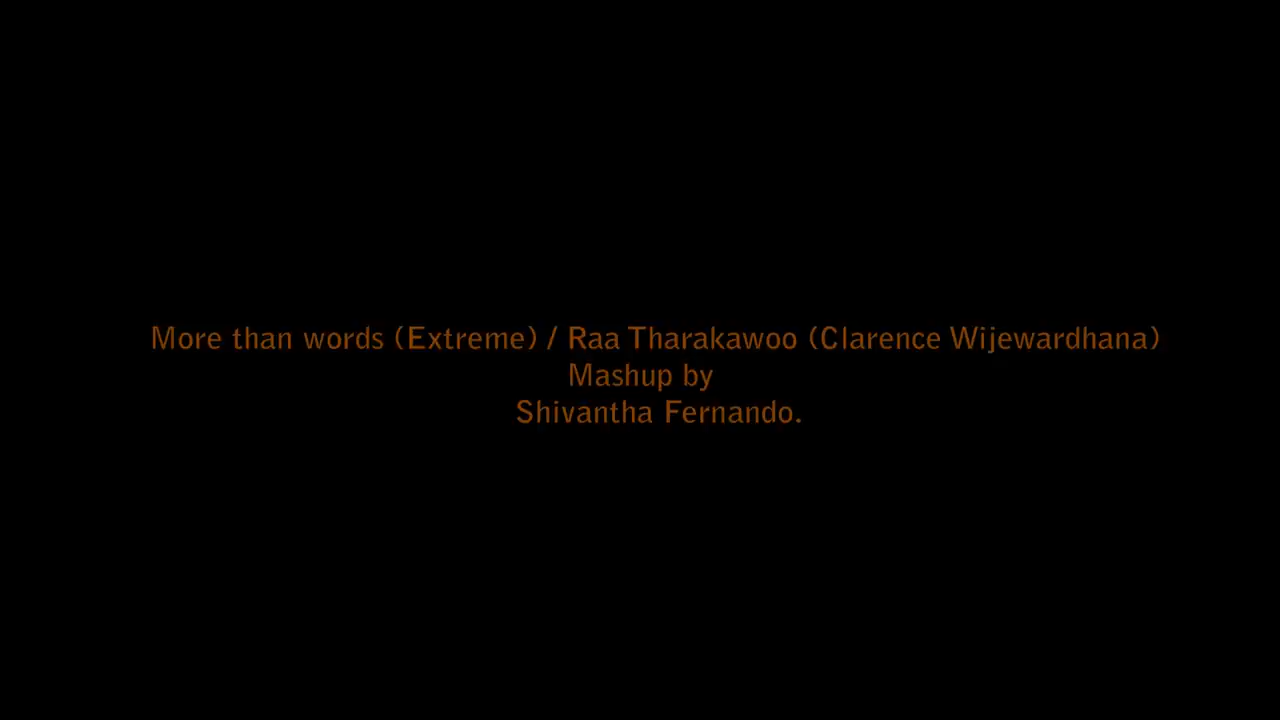 More than words (Extreme) / Raa Tharakawoo (Clarence Wijewardhana)
Mashup by
Shivantha Fernando.